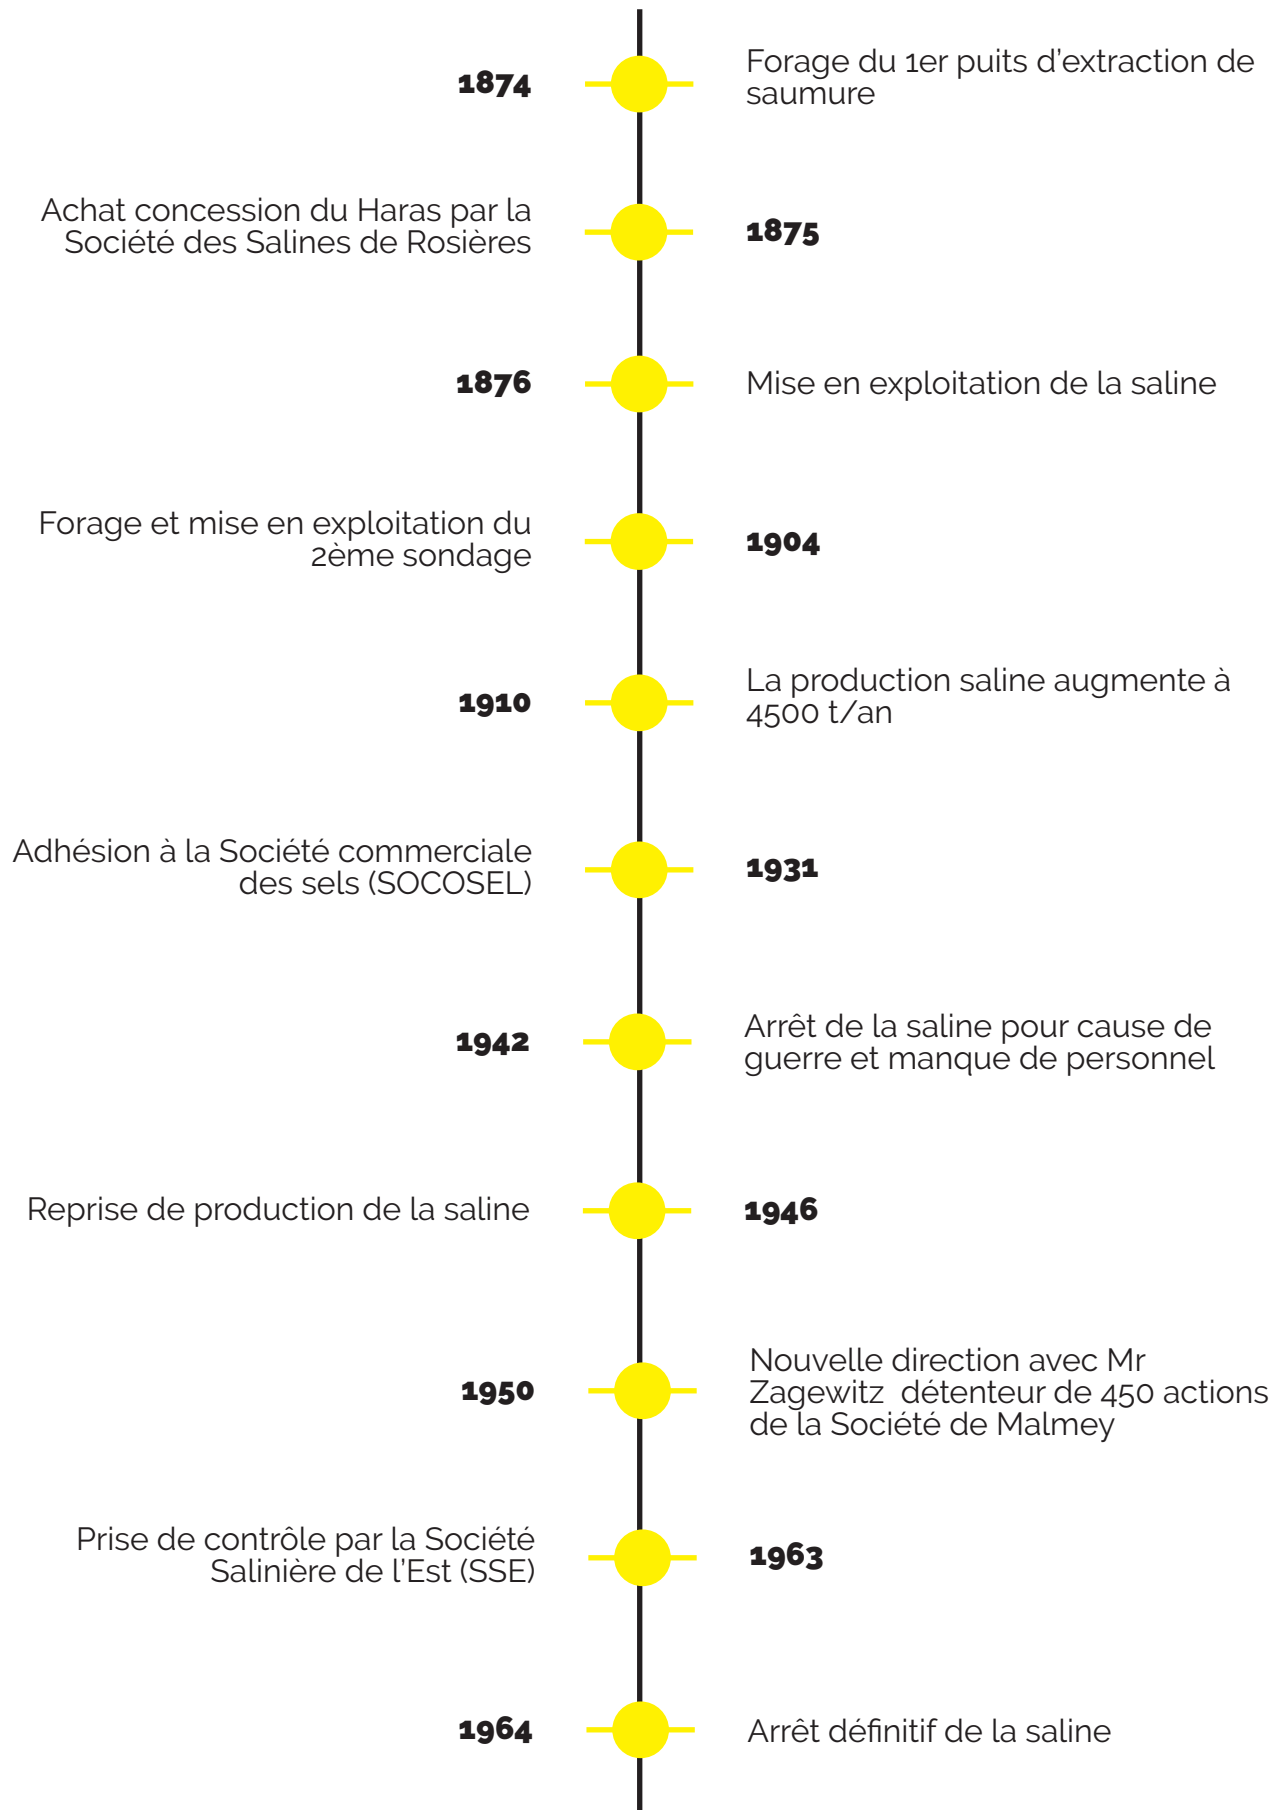 1874
Forage du 1er puits d'extraction de
saumure
Achat concession du Haras par la
Société des Salines de Rosières
1875
1876
Mise en exploitation de la saline
Forage et mise en exploitation du
2ème sondage
1904
1910
La production saline augmente à
4500 t/an
Adhésion à la Société commerciale
des sels (SOCOSEL)
1931
1942
Arrêt de la saline pour cause de
guerre et manque de personnel
Reprise de production de la saline
1946
1950
Nouvelle direction avec Mr
Zagewitz  détenteur de 450 actions
de la Société de Malmey
Prise de contrôle par la Société
Salinière de l'Est (SSE)
1963
1964
Arrêt définitif de la saline